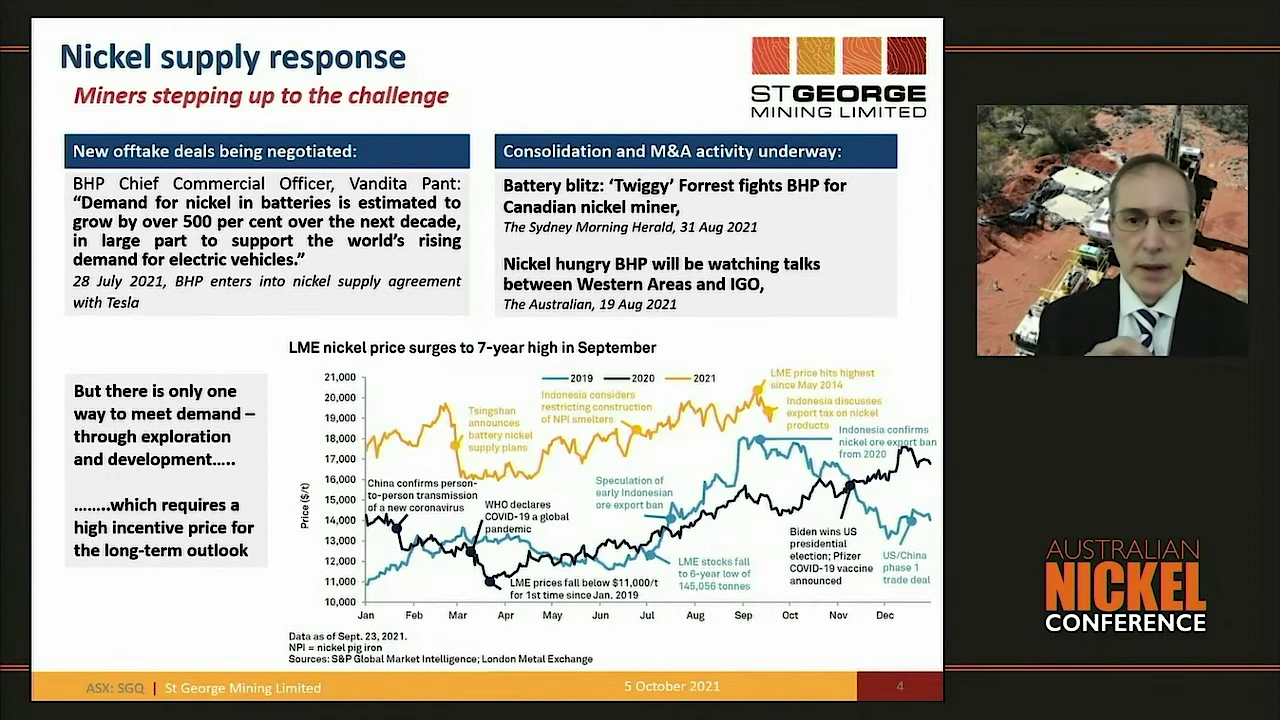 Nickel supply response
Miners stepping up to the challenge
STGEORGE
MINING LIMITED
New offtake deals being negotiated:
BHP Chief Commercial Officer, Vandita Pant:
“Demand for nickel in batteries is estimated to
grow by over 500 per cent over the next decade,
in large part to support the world’s rising
demand for electric vehicles.”
28 July 2021, BHP enters into nickel supply agreement
with Tesla
Consolidation and M&A activity underway:
Battery blitz: ‘Twiggy’ Forrest fights BHP for
Canadian nickel miner,
The Sydney Morning Herald, 31 Aug 2021
Nickel hungry BHP will be watching talks
between Western Areas and IGO,
The Australian, 19 Aug 2021
But there is only one
way to meet demand –
through exploration
and development…..
……..which requires a
high incentive price for
the long-term outlook
LME nickel price surges to 7-year high in September
Price ($/t)
21,000
20,000
19,000
18,000
17,000
16,000
15,000
14,000
13,000
12,000
11,000
10,000
2019
2020
2021
LME price hits highest
since May 2014
Indonesia considers
restricting construction
of NPI smelters
Tsingshan
announces
battery nickel
supply plans
Indonesia discusses
export tax on nickel
products
Indonesia confirms
nickel ore export ban
from 2020
China confirms person-
to-person transmission
of a new coronavirus
Speculation of
early Indonesian
ore export ban
WHO declares
COVID-19 a global
pandemic
Biden wins US
presidential
election; Pfizer
COVID-19 vaccine
announced
US/China
phase 1
trade deal
LME stocks fall
to 6-year low of
145,056 tonnes
LME prices fall below $11,000/t
for 1st time since Jan. 2019
Jan
Feb
Mar
Apr
May
Jun
Jul
Aug
Sep
Oct
Nov
Dec
Data as of Sept. 23, 2021.
NPI = nickel pig iron
Sources: S&P Global Market Intelligence; London Metal Exchange
ASX: SGQ | St George Mining Limited
5 October 2021
4
AUSTRALIAN
NICKEL
CONFERENCE